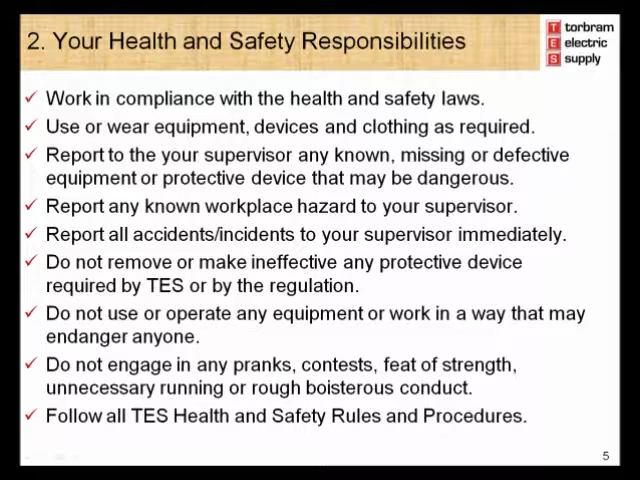 2. Your Health and Safety Responsibilities
T torbram
E electric
S supply
Work in compliance with the health and safety laws.
Use or wear equipment, devices and clothing as required.
Report to the your supervisor any known, missing or defective
equipment or protective device that may be dangerous.
Report any known workplace hazard to your supervisor.
Report all accidents/incidents to your supervisor immediately.
Do not remove or make ineffective any protective device
required by TES or by the regulation.
Do not use or operate any equipment or work in a way that may
endanger anyone.
Do not engage in any pranks, contests, feat of strength,
unnecessary running or rough boisterous conduct.
Follow all TES Health and Safety Rules and Procedures.
5